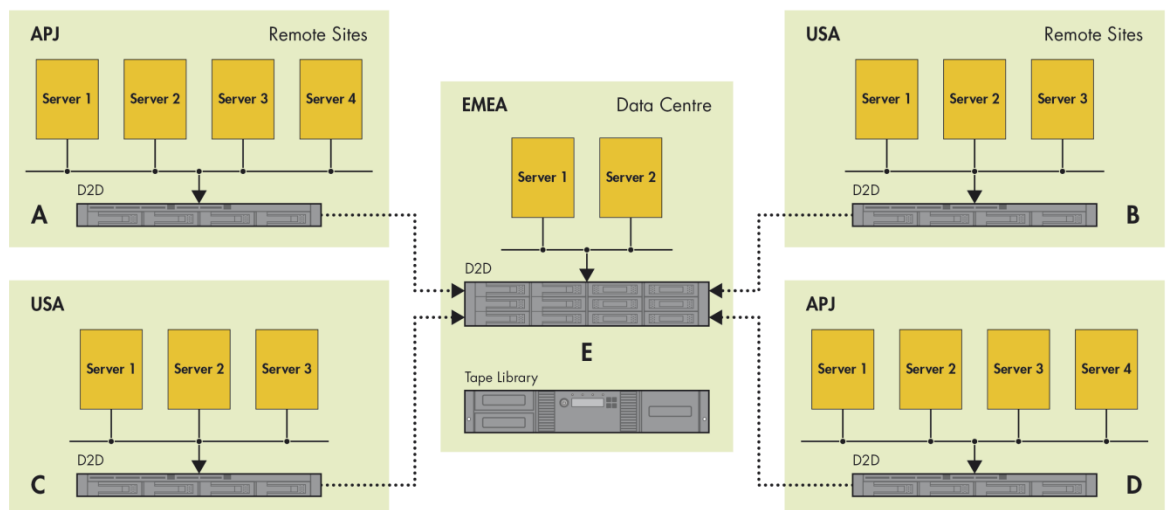 APJ
Remote Sites
Server 1
Server 2
Server 3
Server 4
D2D
A
USA
Remote Sites
Server 1
Server 2
Server 3
D2D
B
EMEA
Data Centre
Server 1
Server 2
D2D
E
Tape Library
USA
Server 1
Server 2
Server 3
D2D
C
APJ
Server 1
Server 2
Server 3
Server 4
D2D
D